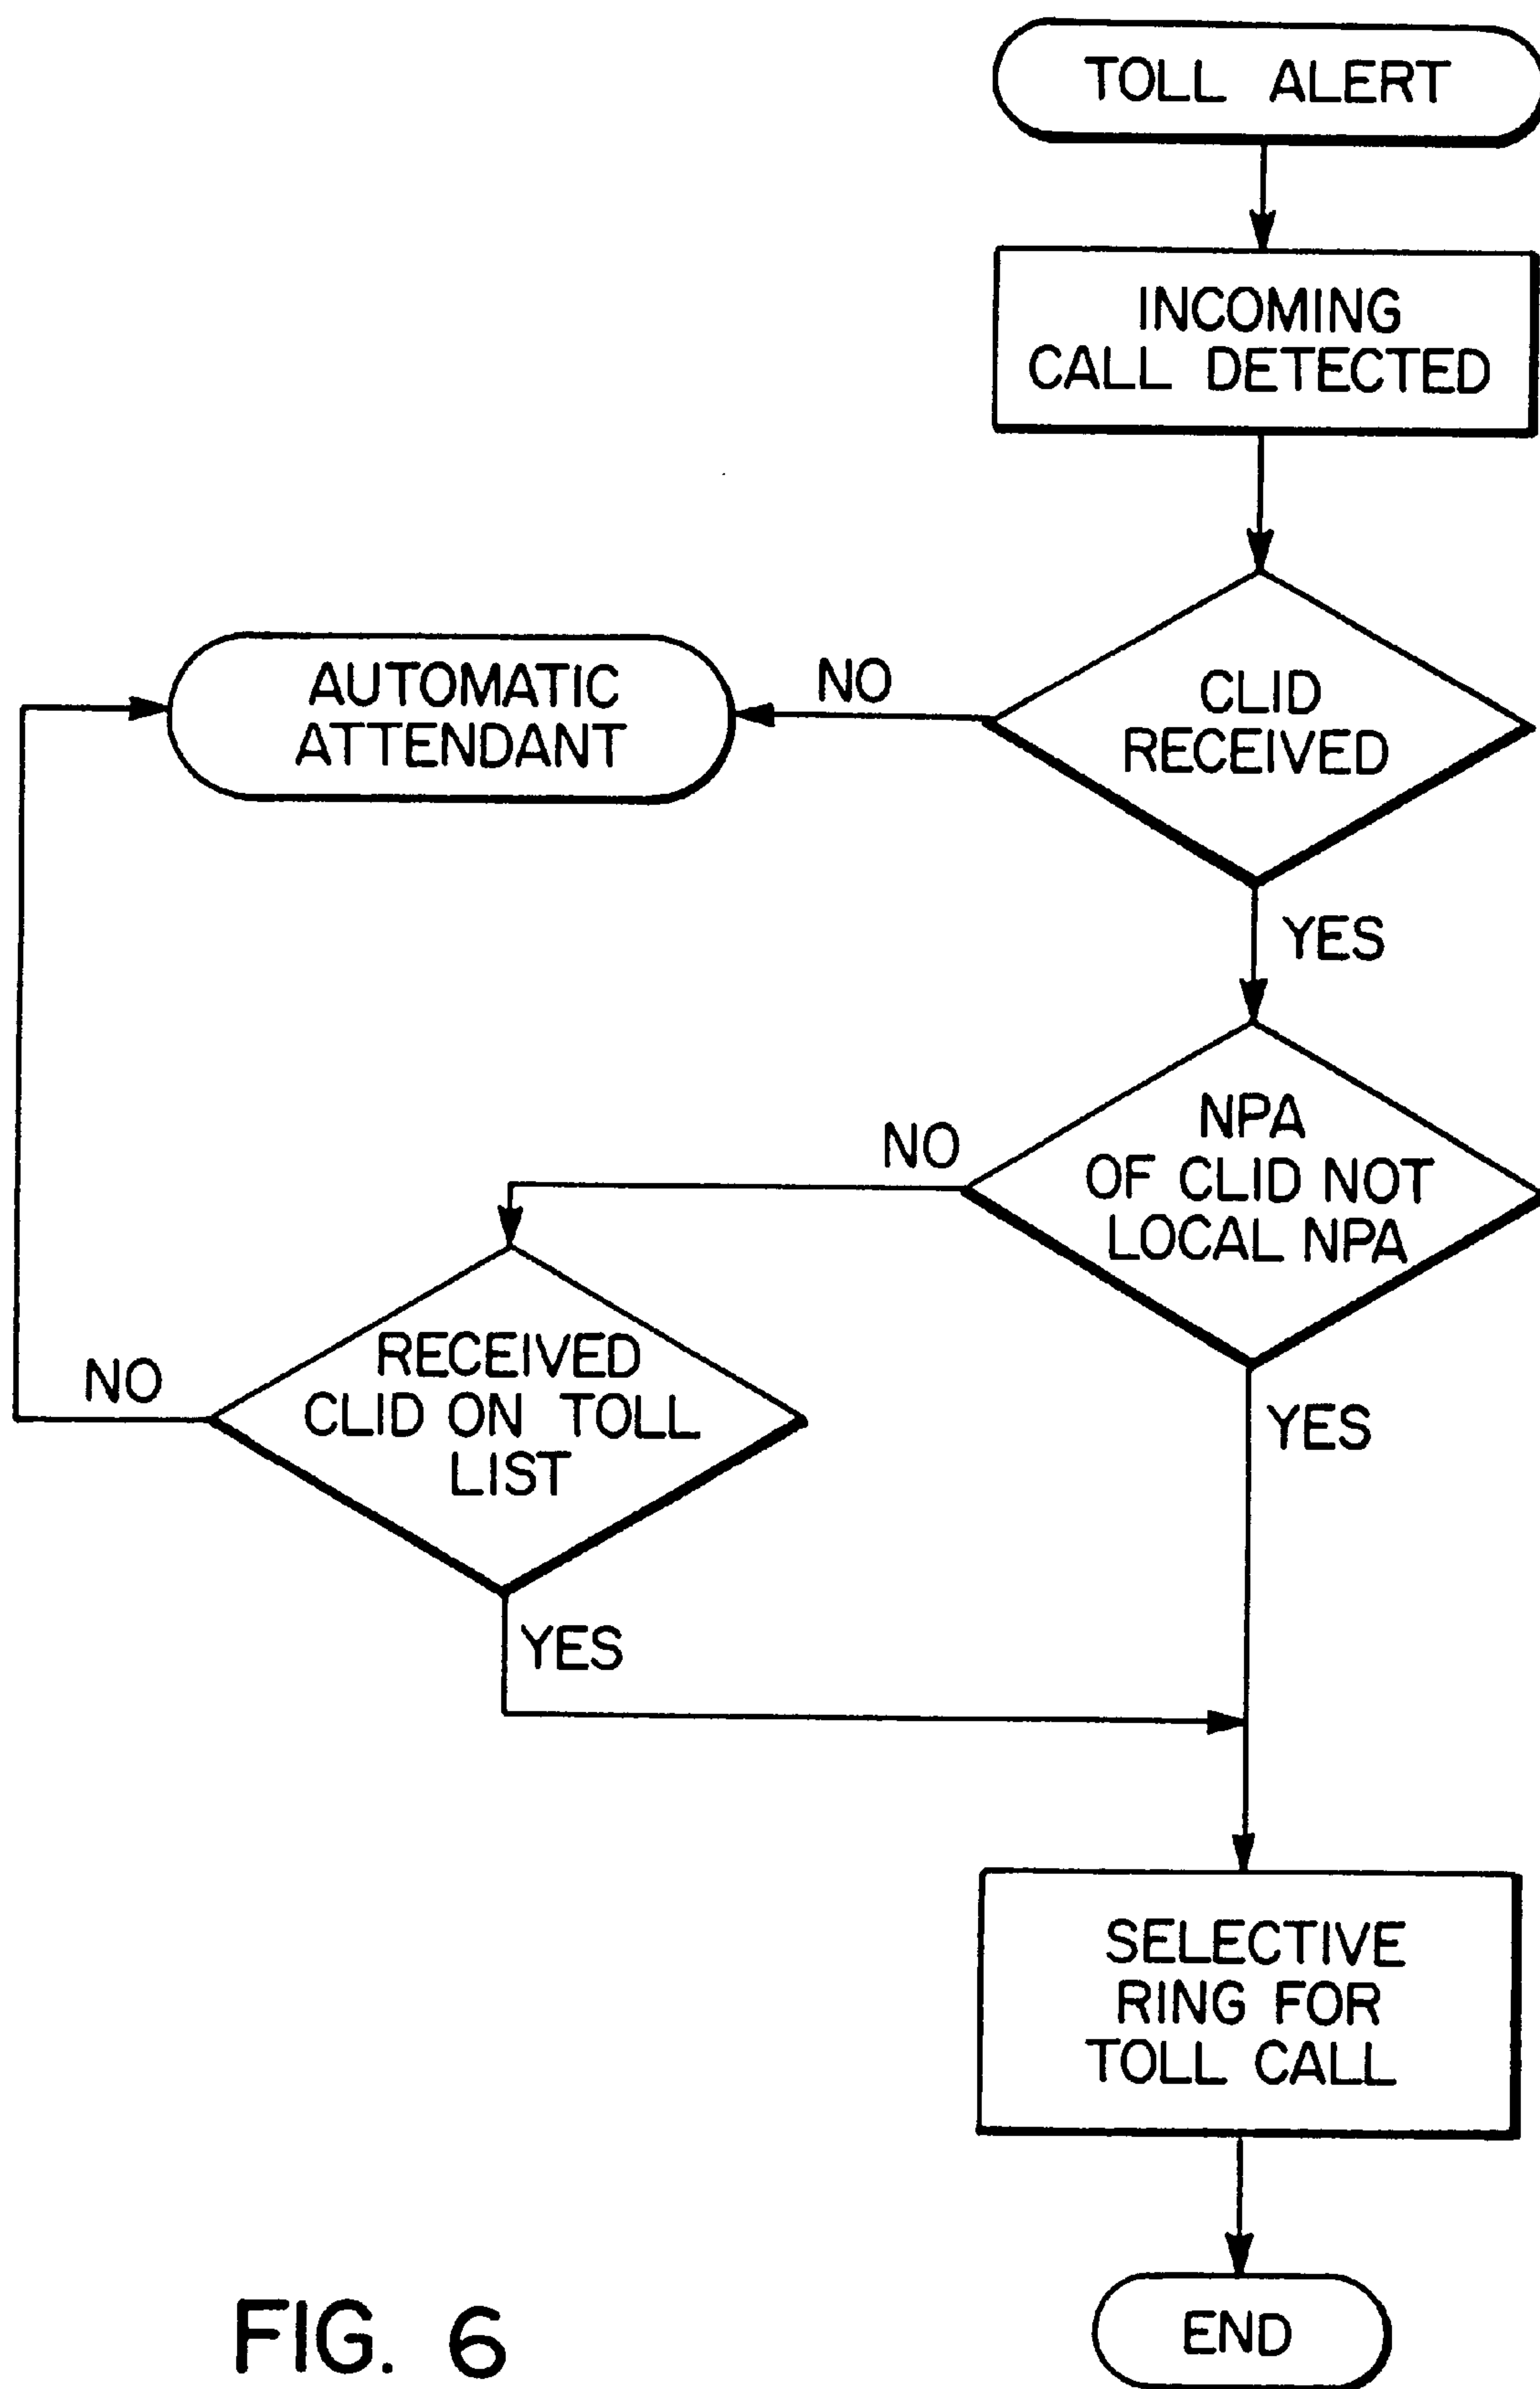 TOLL ALERT
INCOMING
CALL DETECTED
CLID
RECEIVED
NO
AUTOMATIC
ATTENDANT
YES
NPA
OF CLID NOT
LOCAL NPA
NO
RECEIVED
CLID ON TOLL
LIST
NO
YES
YES
SELECTIVE
RING FOR
TOLL CALL
END
FIG. 6